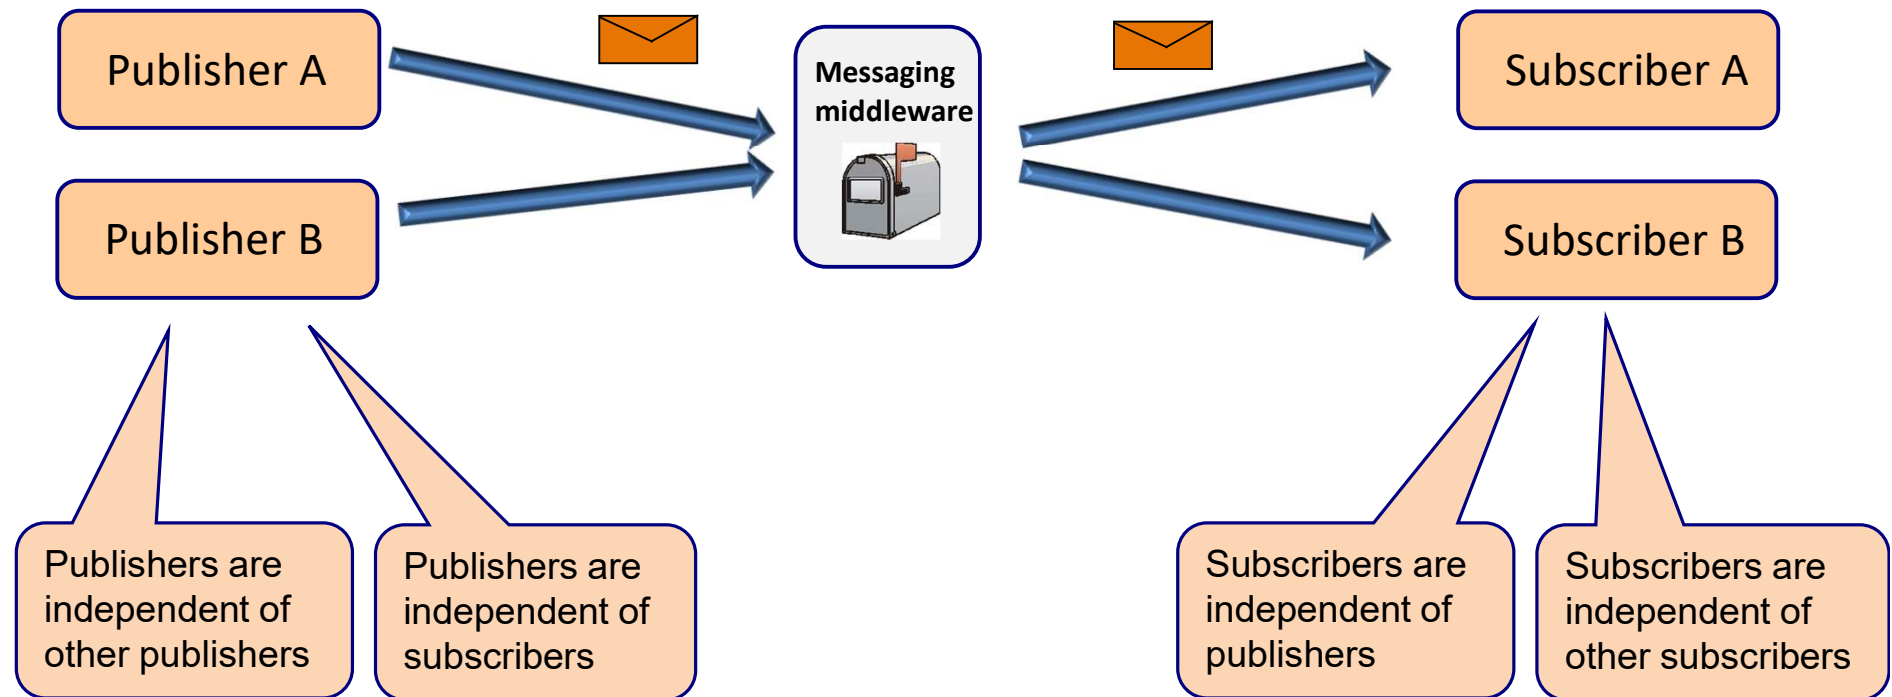 Publisher A
Messaging
middleware
Subscriber A
Publisher B
Subscriber B
Publishers are
independent of
other publishers
Publishers are
independent of
subscribers
Subscribers are
independent of
publishers
Subscribers are
independent of
other subscribers